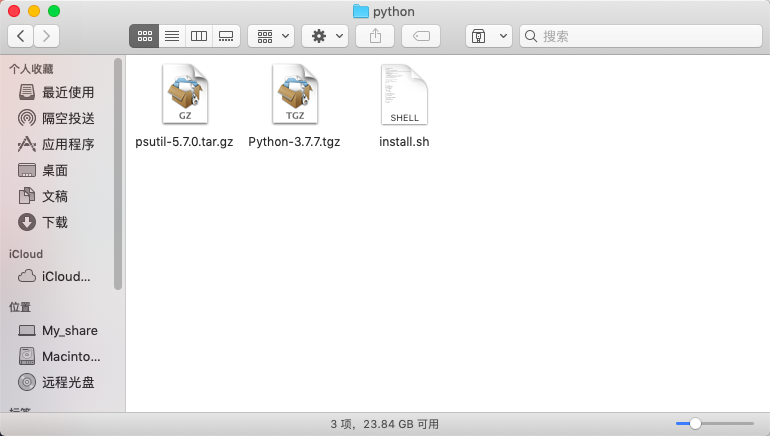 python
搜索
个人收藏
最近使用
隔空投送
应用程序
桌面
文稿
下载
iCloud
iCloud...
位置
My_share
Macinto...
远程光盘
GZ
TGZ
SHELL
psutil-5.7.0.tar.gz
Python-3.7.7.tgz
install.sh
3 项，23.84 GB 可用